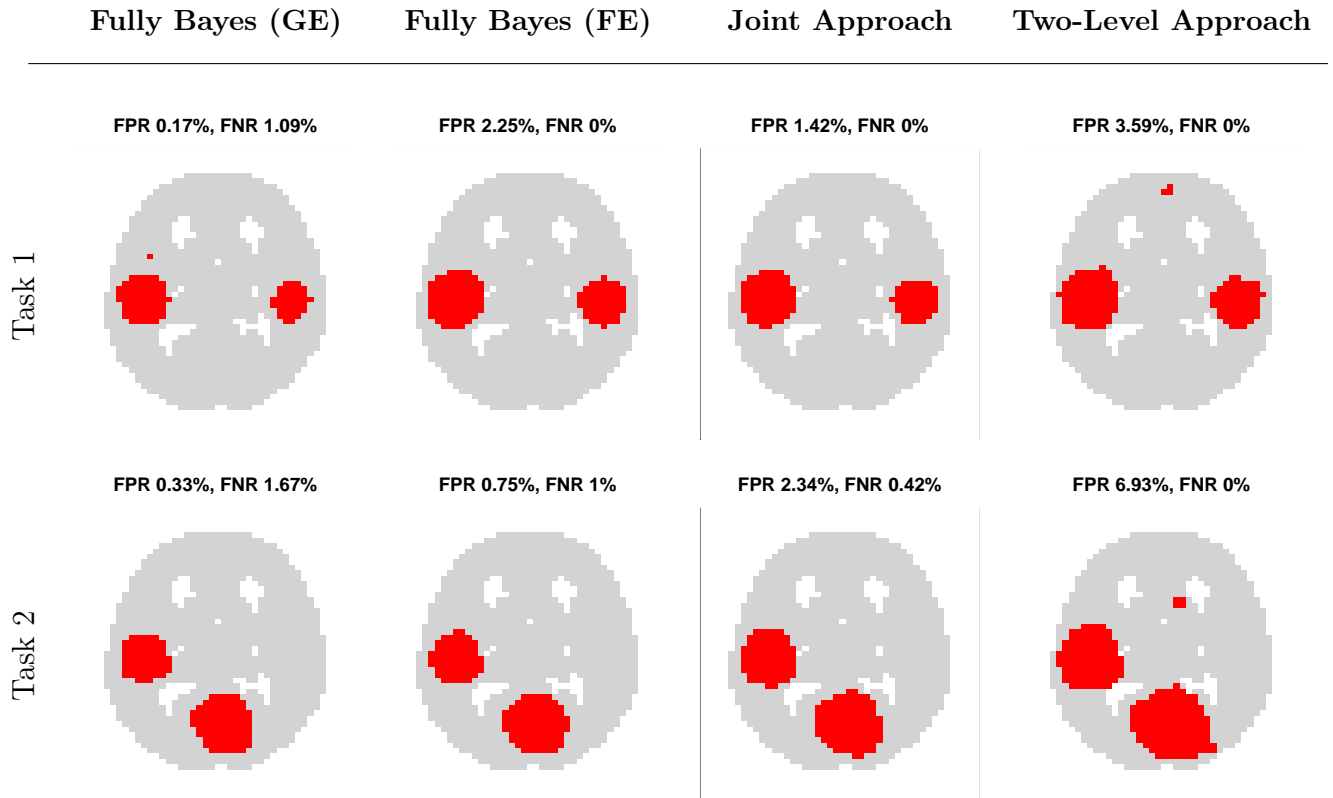 Fully Bayes (GE) Fully Bayes (FE) Joint Approach Two-Level Approach
Task 1
FPR 0.17%, FNR 1.09% FPR 2.25%, FNR 0% FPR 1.42%, FNR 0% FPR 3.59%, FNR 0%
Task 2
FPR 0.33%, FNR 1.67% FPR 0.75%, FNR 1% FPR 2.34%, FNR 0.42% FPR 6.93%, FNR 0%